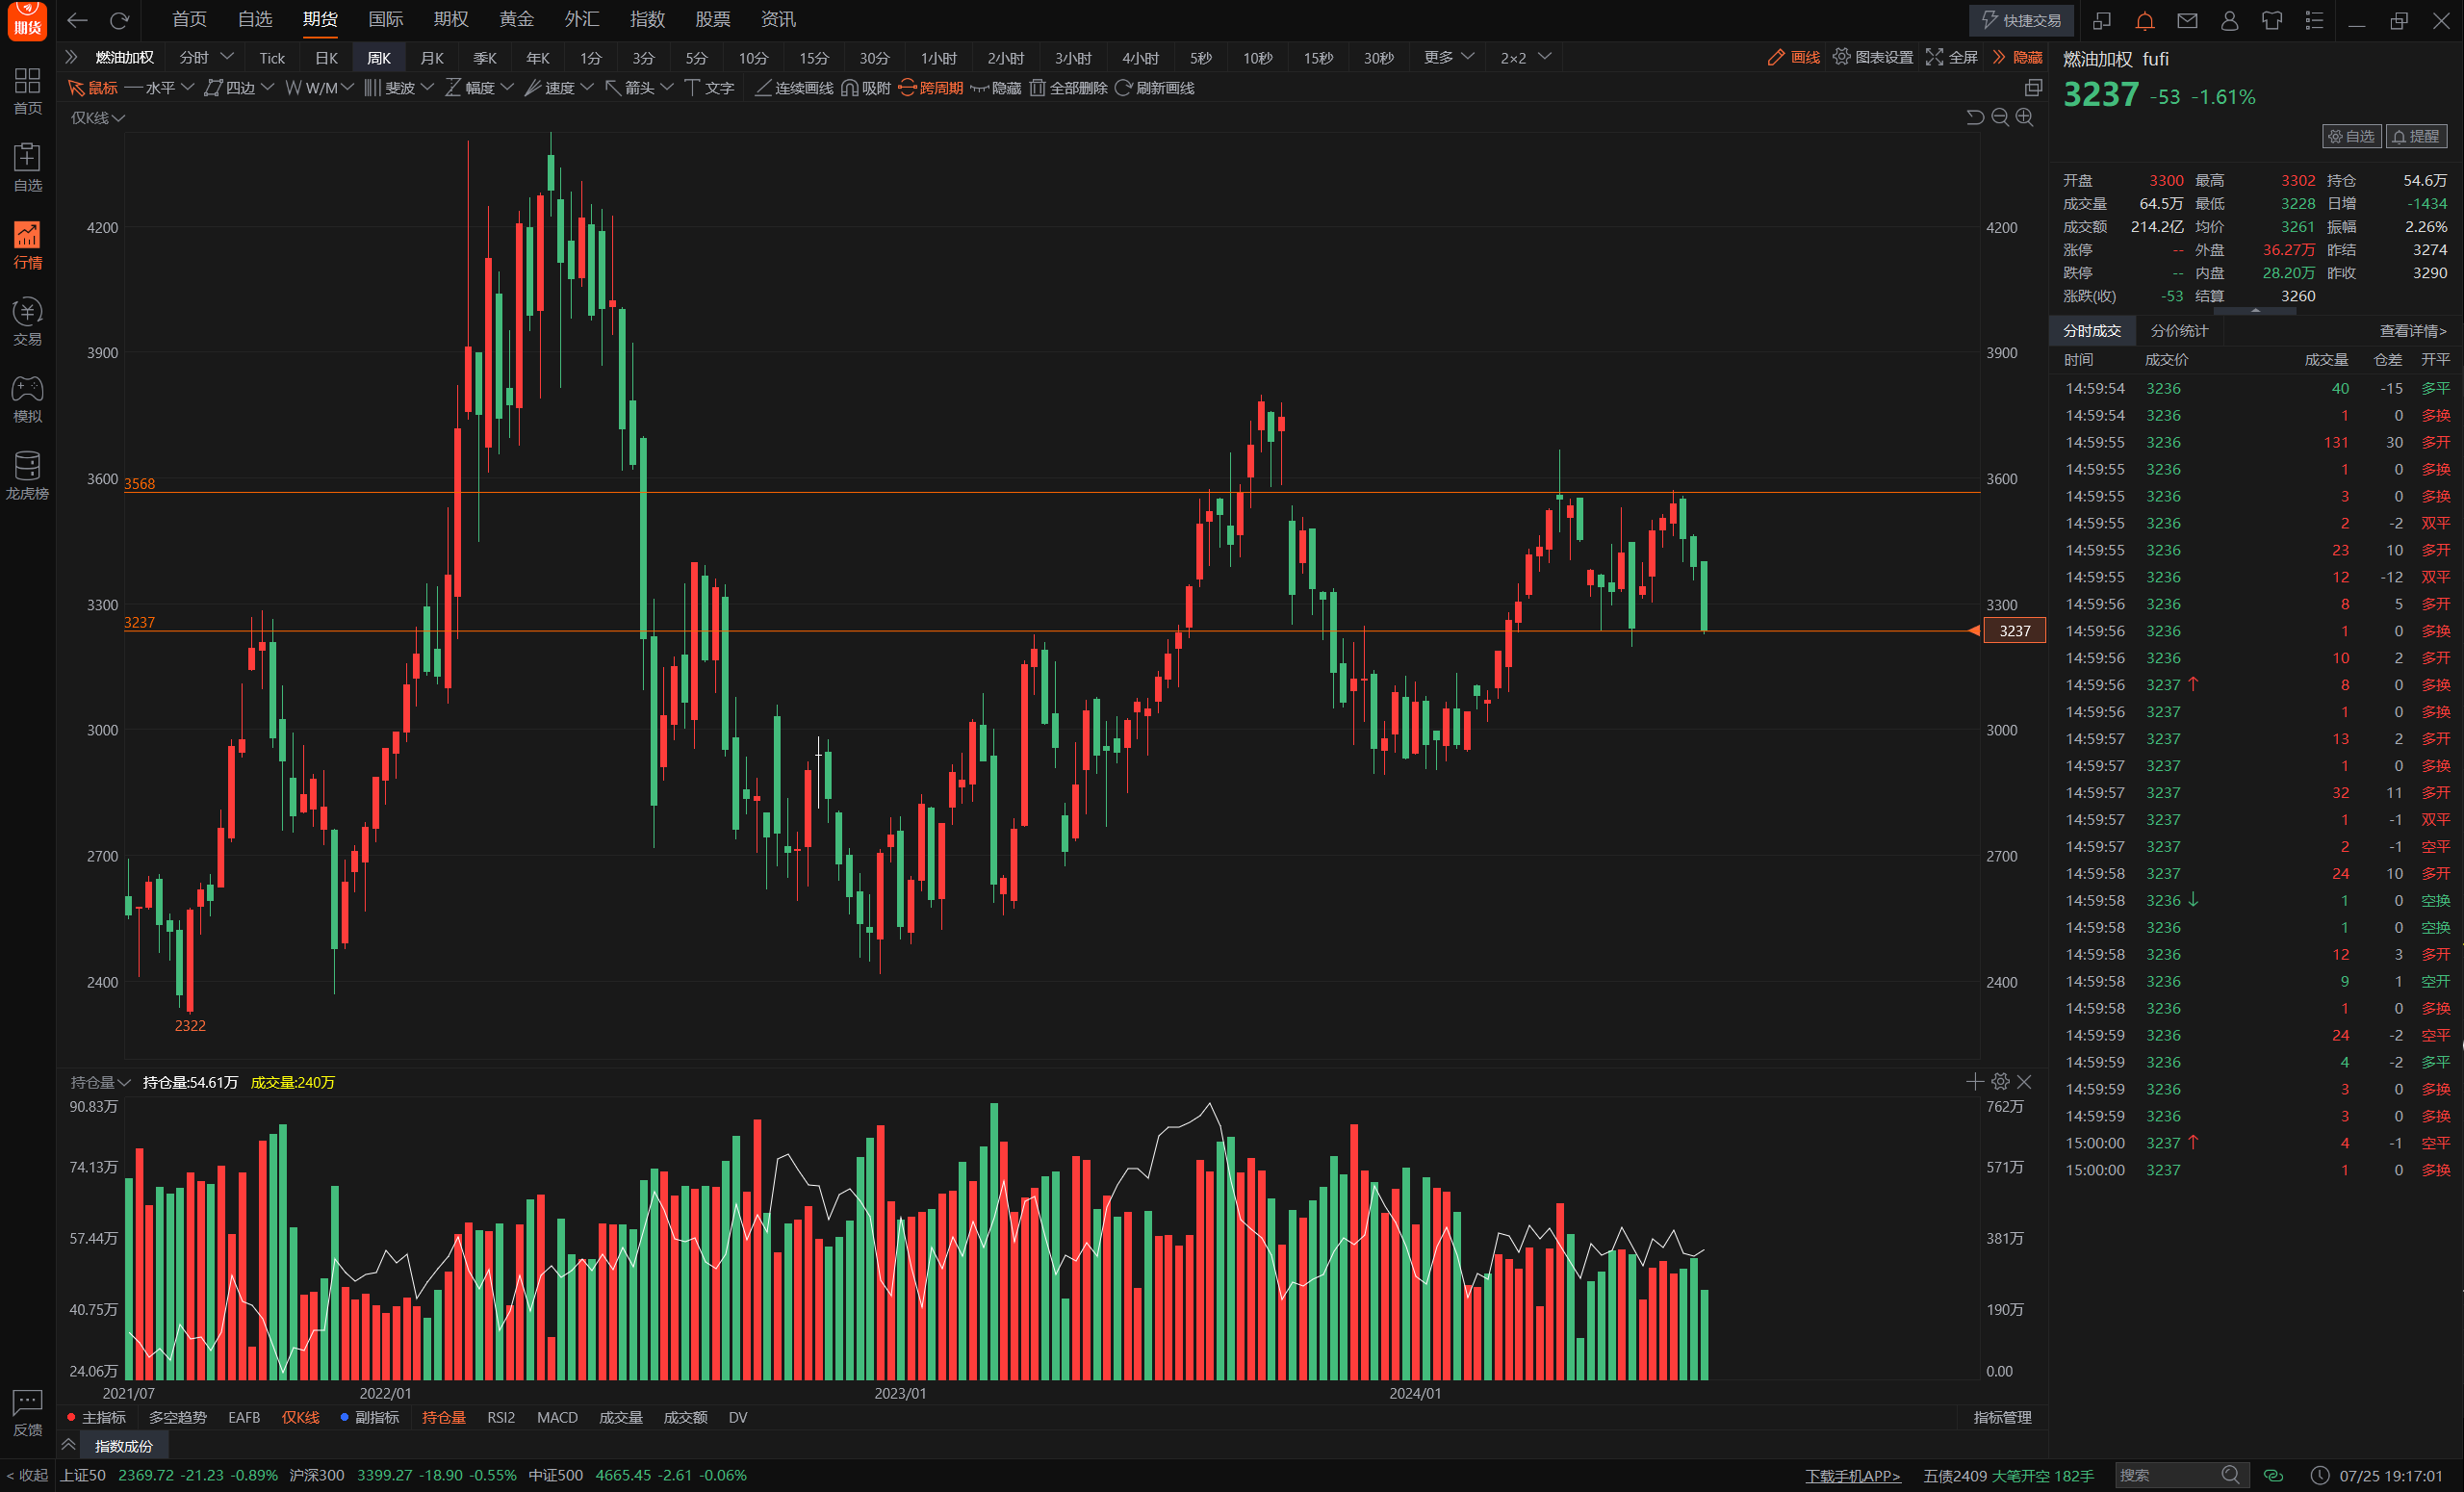 期货
首页 自选 期货 国际 期权 黄金 外汇 指数 股票 资讯
快捷交易
燃油加权 分时 Tick 日K 周K 月K 季K 年K 1分 3分 5分 10分 15分 30分 1小时 2小时 3小时 4小时 5秒 10秒 15秒 30秒 更多 2×2 画线 图表设置 全屏 隐藏
鼠标 水平 四边 W/M 斐波 幅度 速度 箭头 文字 连续画线 吸附 跨周期 隐藏 全部删除 刷新画线
首页
自选
行情
交易
模拟
龙虎榜
反馈
仅K线
4200 4200
3900 3900
3600 3600
3568
3300 3300
3237 3237
3000 3000
2700 2700
2400 2400
2322
持仓量 持仓量:54.61万 成交量:240万
90.83万 762万
74.13万 571万
57.44万 381万
40.75万 190万
24.06万 0.00
2021/07 2022/01 2023/01 2024/01
主指标 多空趋势 EAFB 仅K线 副指标 持仓量 RSI2 MACD 成交量 成交额 DV 指标管理
指数成份
燃油加权 fufi
3237 -53 -1.61%
自选 提醒
开盘 3300 最高 3302 持仓 54.6万
成交量 64.5万 最低 3228 日增 -1434
成交额 214.2亿 均价 3261 振幅 2.26%
涨停 -- 外盘 36.27万 昨结 3274
跌停 -- 内盘 28.20万 昨收 3290
涨跌(收) -53 结算 3260
分时成交 分价统计 查看详情>
时间 成交价 成交量 仓差 开平
14:59:54 3236 40 -15 多平
14:59:54 3236 1 0 多换
14:59:55 3236 131 30 多开
14:59:55 3236 1 0 多换
14:59:55 3236 3 0 多换
14:59:55 3236 2 -2 双平
14:59:55 3236 23 10 多开
14:59:55 3236 12 -12 双平
14:59:56 3236 8 5 多开
14:59:56 3236 1 0 多换
14:59:56 3236 10 2 多开
14:59:56 3237 ↑ 8 0 多换
14:59:56 3237 1 0 多换
14:59:57 3237 13 2 多开
14:59:57 3237 1 0 多换
14:59:57 3237 32 11 多开
14:59:57 3237 1 -1 双平
14:59:57 3237 2 -1 空平
14:59:58 3237 24 10 多开
14:59:58 3236 ↓ 1 0 空换
14:59:58 3236 1 0 空换
14:59:58 3236 12 3 多开
14:59:58 3236 9 1 空开
14:59:58 3236 1 0 多换
14:59:59 3236 24 -2 空平
14:59:59 3236 4 -2 多平
14:59:59 3236 3 0 多换
14:59:59 3236 3 0 多换
15:00:00 3237 ↑ 4 -1 空平
15:00:00 3237 1 0 多换
< 收起 上证50 2369.72 -21.23 -0.89% 沪深300 3399.27 -18.90 -0.55% 中证500 4665.45 -2.61 -0.06% 下载手机APP> 五债2409 大笔开空 182手 搜索 07/25 19:17:01